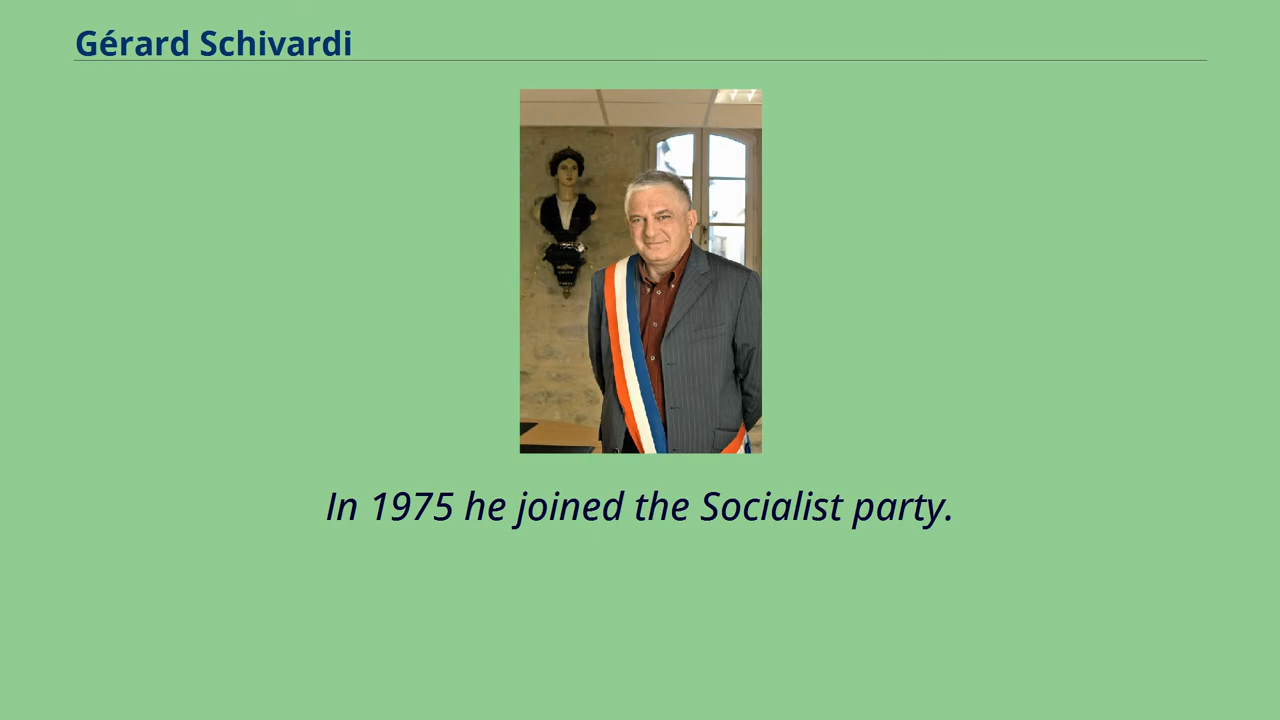 Gérard Schivardi
In 1975 he joined the Socialist party.